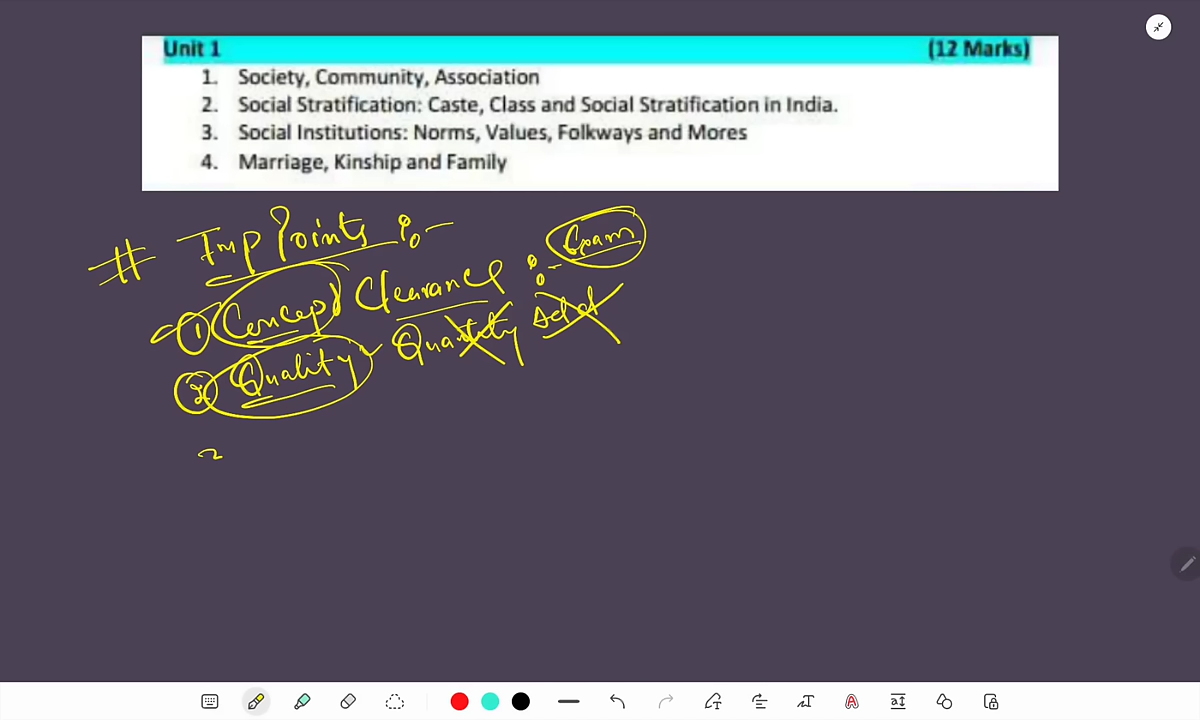 Unit 1 (12 Marks)
1. Society, Community, Association
2. Social Stratification: Caste, Class and Social Stratification in India.
3. Social Institutions: Norms, Values, Folkways and Mores
4. Marriage, Kinship and Family
# Imp Points :-
① Concept Clearance :- Exam
② Quality Quantity